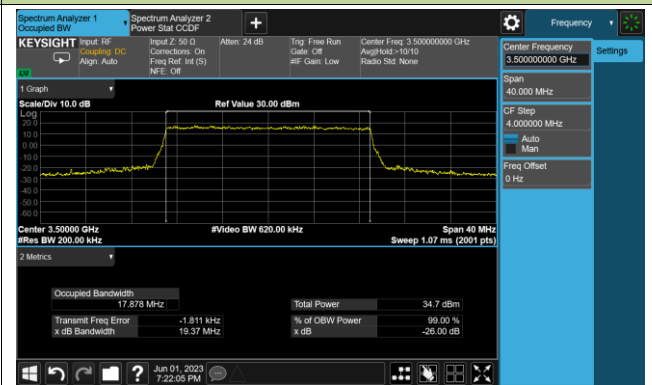 Spectrum Analyzer 1
Occupied BW
Spectrum Analyzer 2
Power Stat CCDF
+
Frequency
KEYSIGHT
Input: RF
Coupling: DC
Align: Auto
Input Z: 50 Ω
Corrections: On
Freq Ref: Int (S)
NFE: Off
Atten: 24 dB
Trig: Free Run
Gate: Off
#IF Gain: Low
Center Freq: 3.500000000 GHz
Avg|Hold:>10/10
Radio Std: None
LXI
Center Frequency
3.500000000 GHz
Settings
Span
40.000 MHz
CF Step
4.000000 MHz
Auto
Man
Freq Offset
0 Hz
1 Graph
Scale/Div 10.0 dB
Ref Value 30.00 dBm
Log
20.0
10.0
0.00
-10.0
-20.0
-30.0
-40.0
-50.0
-60.0
Center 3.50000 GHz
#Video BW 620.00 kHz
Span 40 MHz
#Res BW 200.00 kHz
Sweep 1.07 ms (2001 pts)
2 Metrics
Occupied Bandwidth
17.878 MHz
Total Power 34.7 dBm
Transmit Freq Error -1.811 kHz
% of OBW Power 99.00 %
x dB Bandwidth 19.37 MHz
x dB -26.00 dB
?
Jun 01, 2023
7:22:05 PM